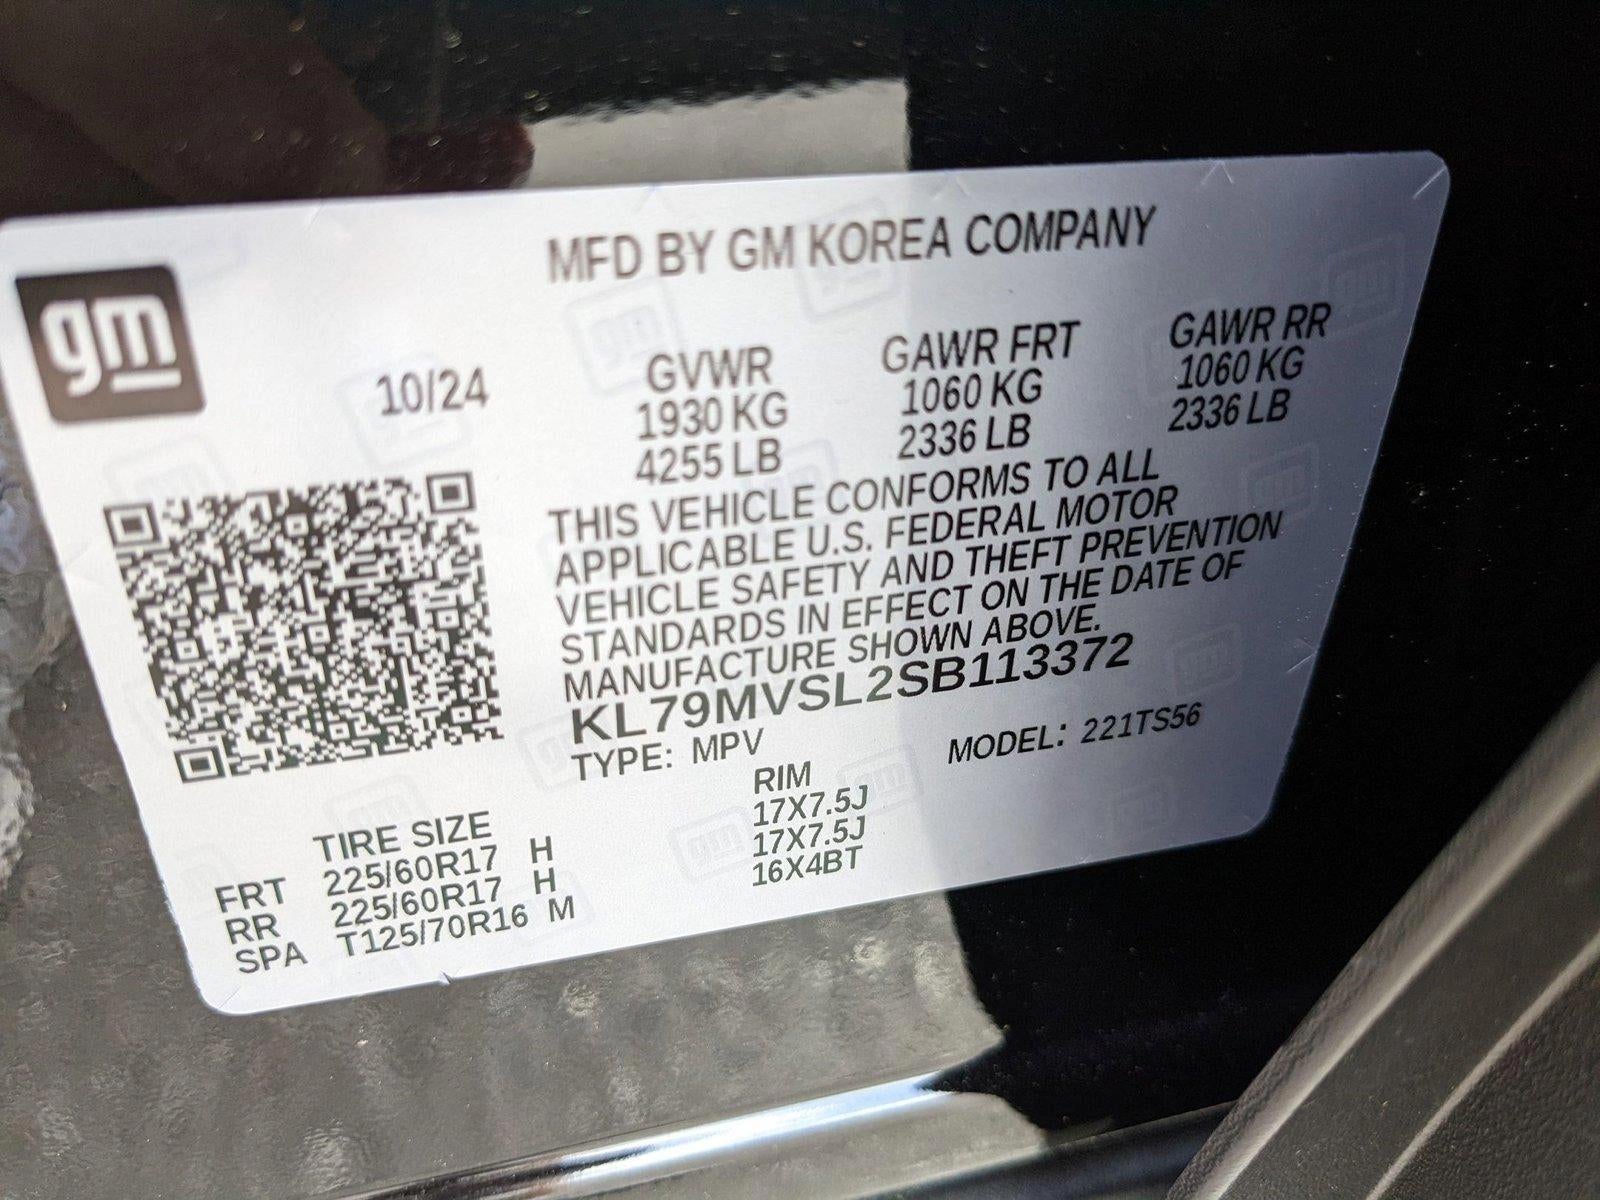 MFD BY GM KOREA COMPANY
gm
10/24
GVWR GAWR FRT GAWR RR
1930 KG 1060 KG 1060 KG
4255 LB 2336 LB 2336 LB
THIS VEHICLE CONFORMS TO ALL
APPLICABLE U.S. FEDERAL MOTOR
VEHICLE SAFETY AND THEFT PREVENTION
STANDARDS IN EFFECT ON THE DATE OF
MANUFACTURE SHOWN ABOVE.
KL79MVSL2SB113372
TYPE: MPV MODEL: 221TS56
TIRE SIZE RIM
FRT 225/60R17 H 17X7.5J
RR 225/60R17 H 17X7.5J
SPA T125/70R16 M 16X4BT